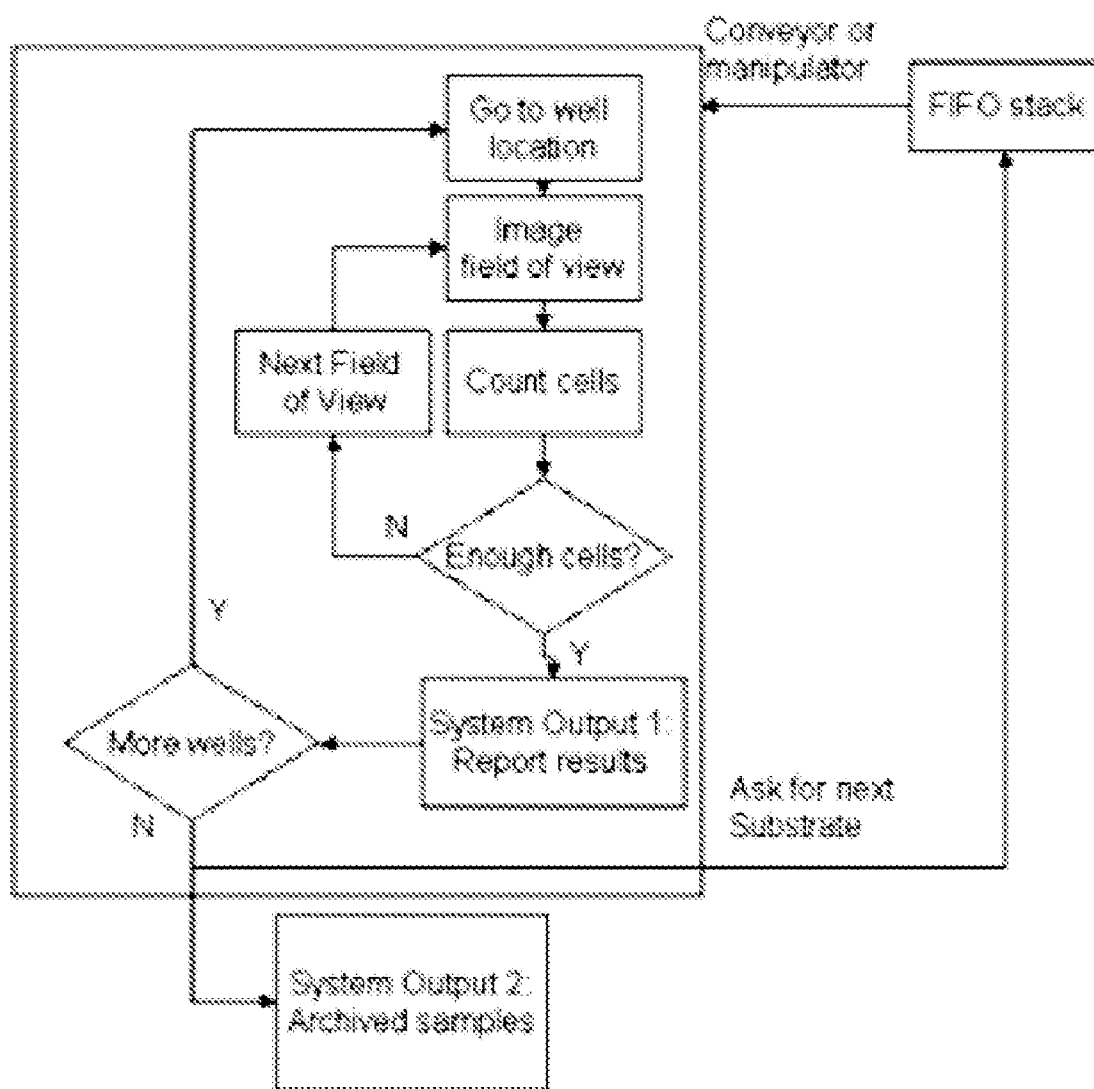 Conveyor or
manipulator
FIFO stack
Go to well
location
Image
field of view
Next Field
of View
Count cells
N
Enough cells?
Y
Y
More wells?
System Output 1:
Report results
N
Ask for next
Substrate
System Output 2:
Archived samples